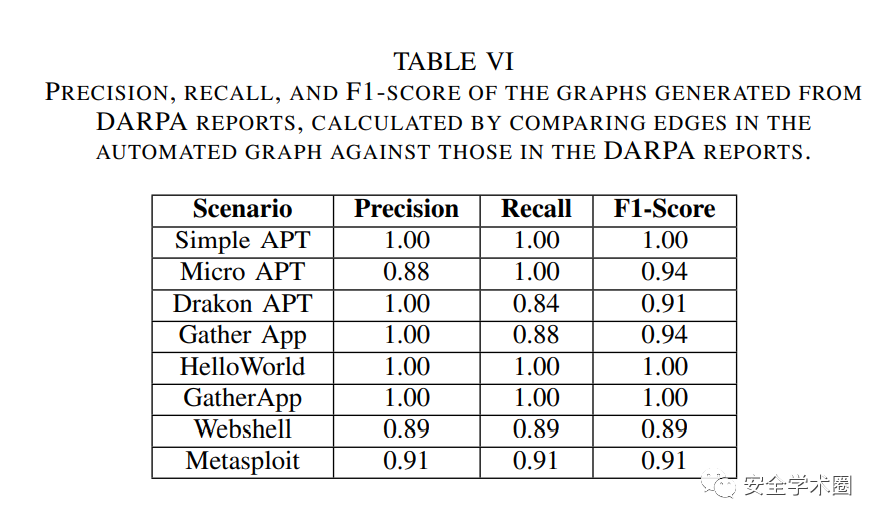 TABLE VI
PRECISION, RECALL, AND F1-SCORE OF THE GRAPHS GENERATED FROM
DARPA REPORTS, CALCULATED BY COMPARING EDGES IN THE
AUTOMATED GRAPH AGAINST THOSE IN THE DARPA REPORTS.
Scenario Precision Recall F1-Score
Simple APT 1.00 1.00 1.00
Micro APT 0.88 1.00 0.94
Drakon APT 1.00 0.84 0.91
Gather App 1.00 0.88 0.94
HelloWorld 1.00 1.00 1.00
GatherApp 1.00 1.00 1.00
Webshell 0.89 0.89 0.89
Metasploit 0.91 0.91 0.91
安全学术圈